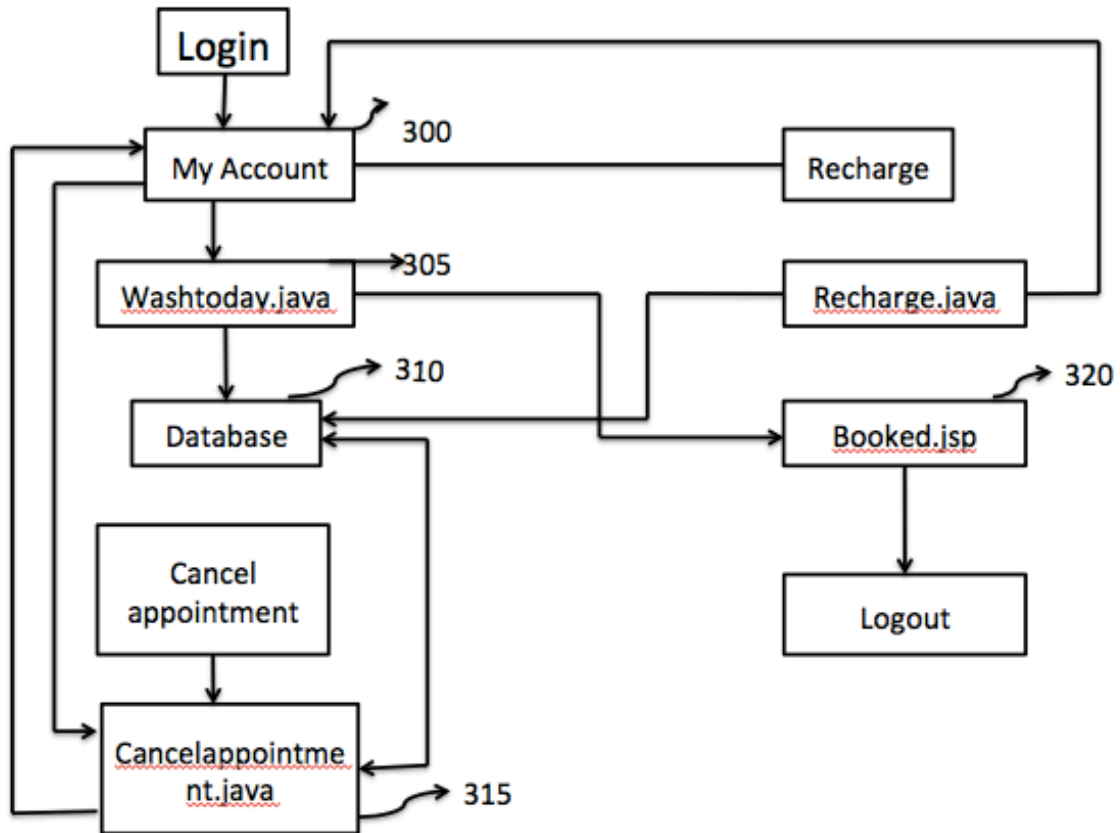 Login
300
My Account
Recharge
305
Washtoday.java
Recharge.java
310
320
Database
Booked.jsp
Cancel
appointment
Logout
Cancelappointme
nt.java
315